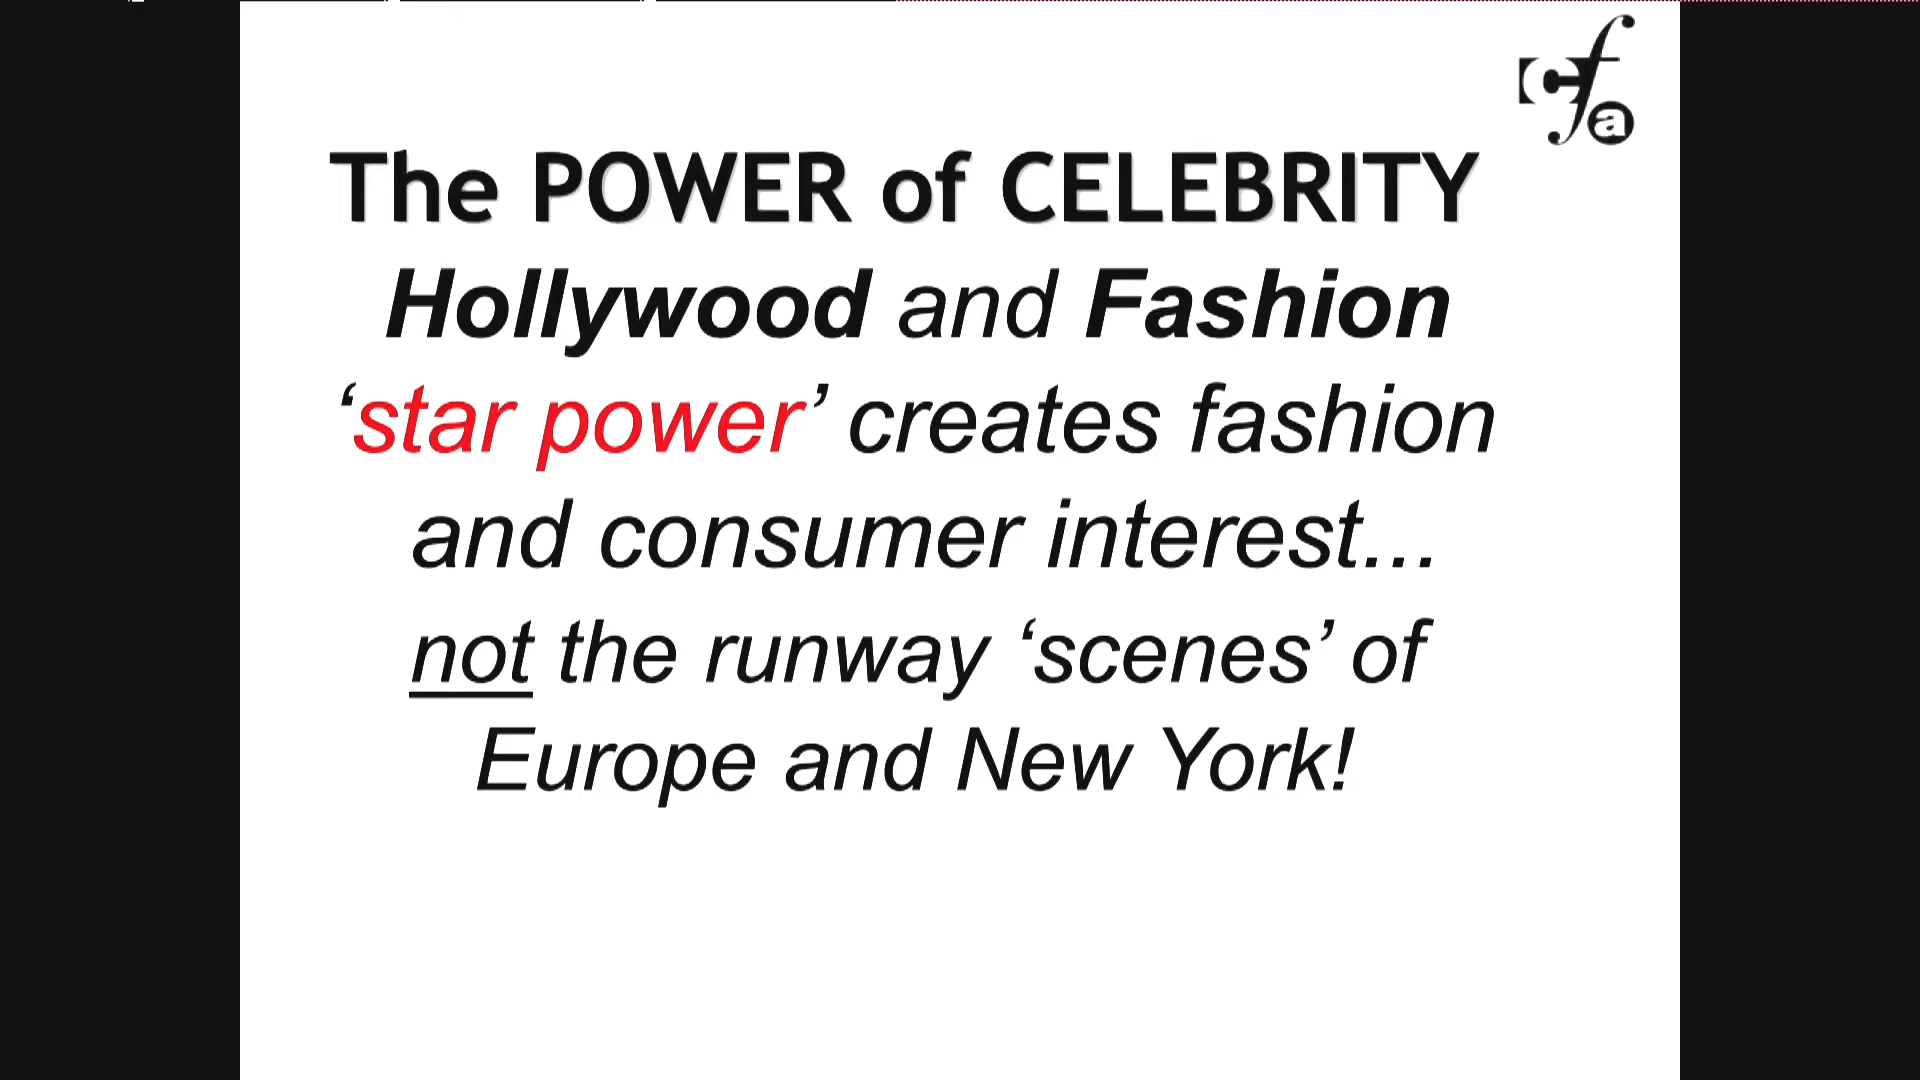 cfa
The POWER of CELEBRITY
Hollywood and Fashion
‘star power’ creates fashion
and consumer interest...
not the runway ‘scenes’ of
Europe and New York!